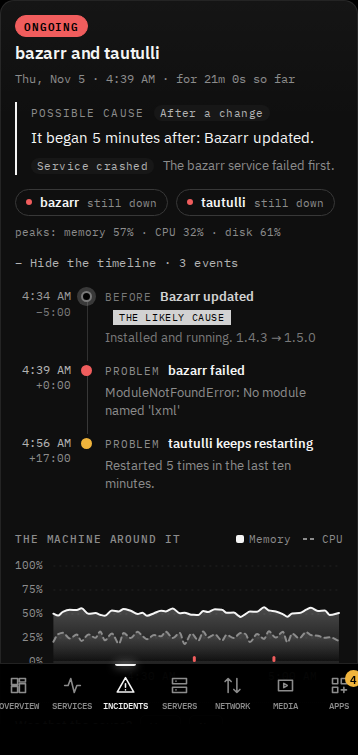 ONGOING
bazarr and tautulli
Thu, Nov 5 · 4:39 AM · for 21m 0s so far
POSSIBLE CAUSE After a change
It began 5 minutes after: Bazarr updated.
Service crashed The bazarr service failed first.
bazarr still down tautulli still down
peaks: memory 57% · CPU 32% · disk 61%
− Hide the timeline · 3 events
4:34 AM BEFORE Bazarr updated
−5:00 THE LIKELY CAUSE
Installed and running. 1.4.3 → 1.5.0
4:39 AM PROBLEM bazarr failed
+0:00 ModuleNotFoundError: No module
named 'lxml'
4:56 AM PROBLEM tautulli keeps restarting
+17:00 Restarted 5 times in the last ten
minutes.
THE MACHINE AROUND IT Memory CPU
100%
75%
50%
25%
0%
4
OVERVIEW SERVICES INCIDENTS SERVERS NETWORK MEDIA APPS